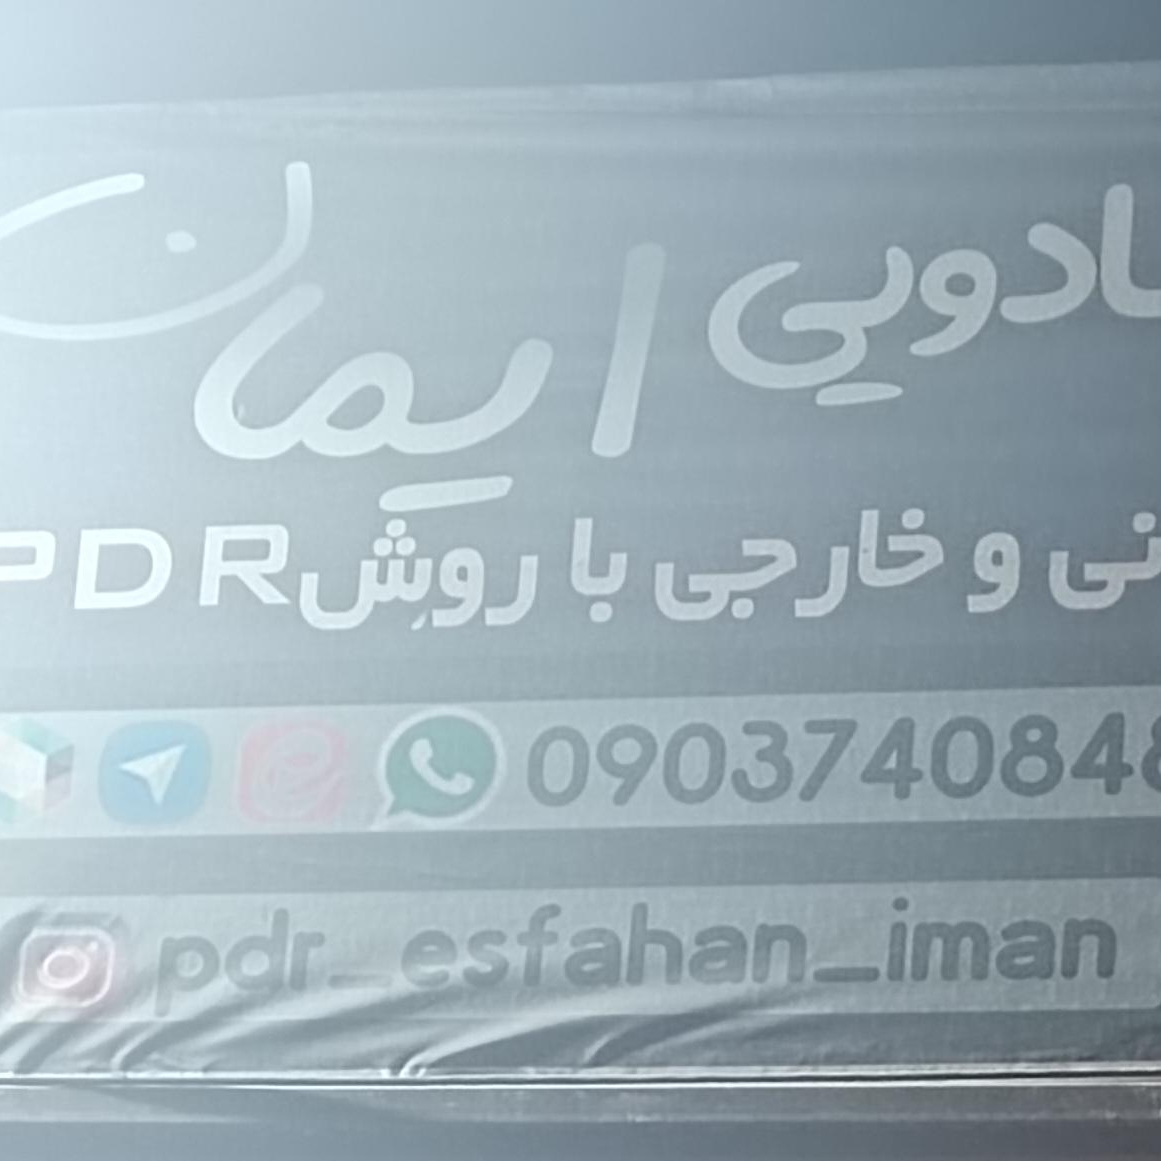 ادویی ایمان
نی و خارجی با روش PDR
0903740848
pdr_esfahan_iman